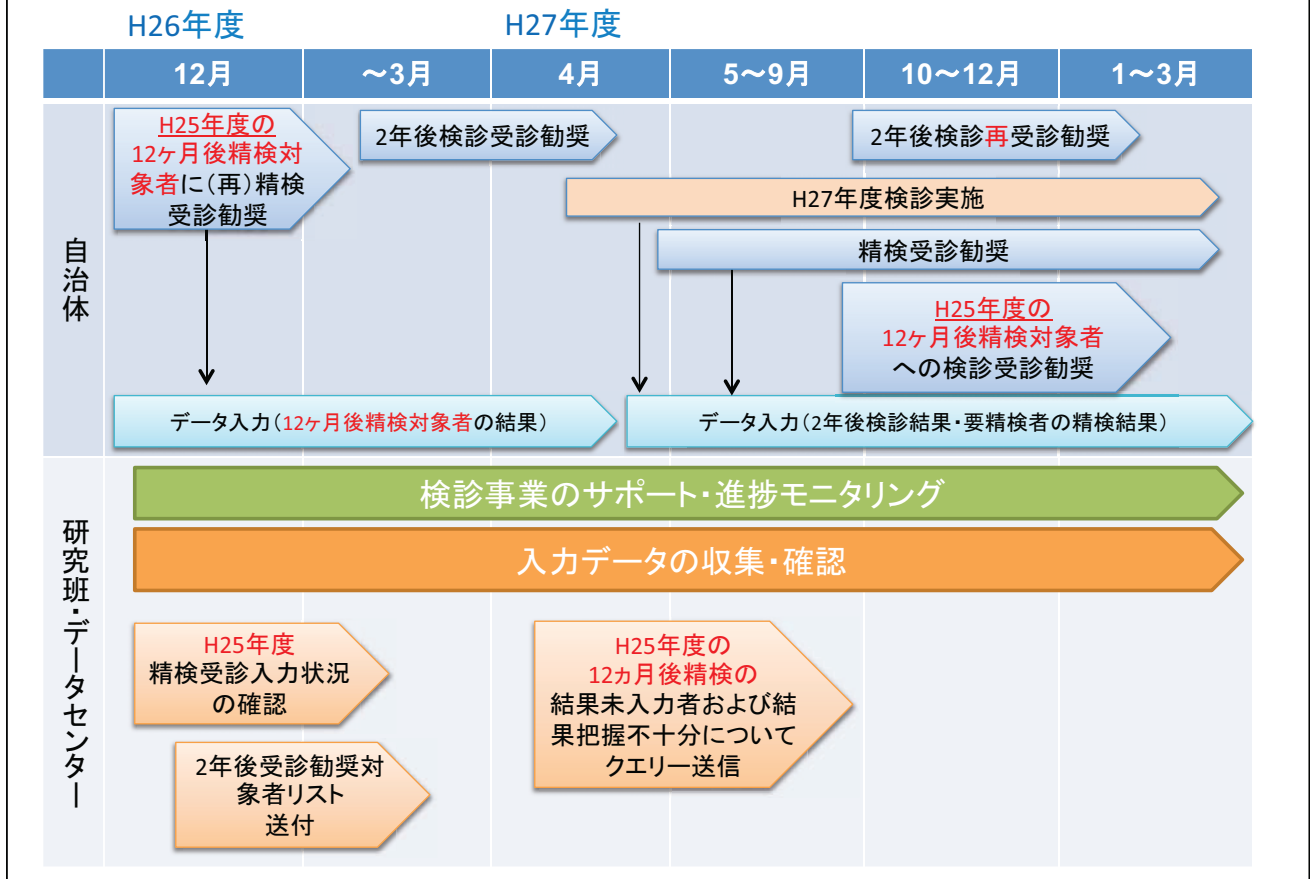 H26年度
H27年度
12月
～3月
4月
5～9月
10～12月
1～3月
自治体
H25年度の
12ヶ月後精検対
象者に(再)精検
受診勧奨
2年後検診受診勧奨
2年後検診再受診勧奨
H27年度検診実施
精検受診勧奨
H25年度の
12ヶ月後精検対象者
への検診受診勧奨
データ入力(12ヶ月後精検対象者の結果)
データ入力(2年後検診結果・要精検者の精検結果)
研究班・データセンター
検診事業のサポート・進捗モニタリング
入力データの収集・確認
H25年度
精検受診入力状況
の確認
2年後受診勧奨対
象者リスト
送付
H25年度の
12ヵ月後精検の
結果未入力者および結
果把握不十分について
クエリー送信